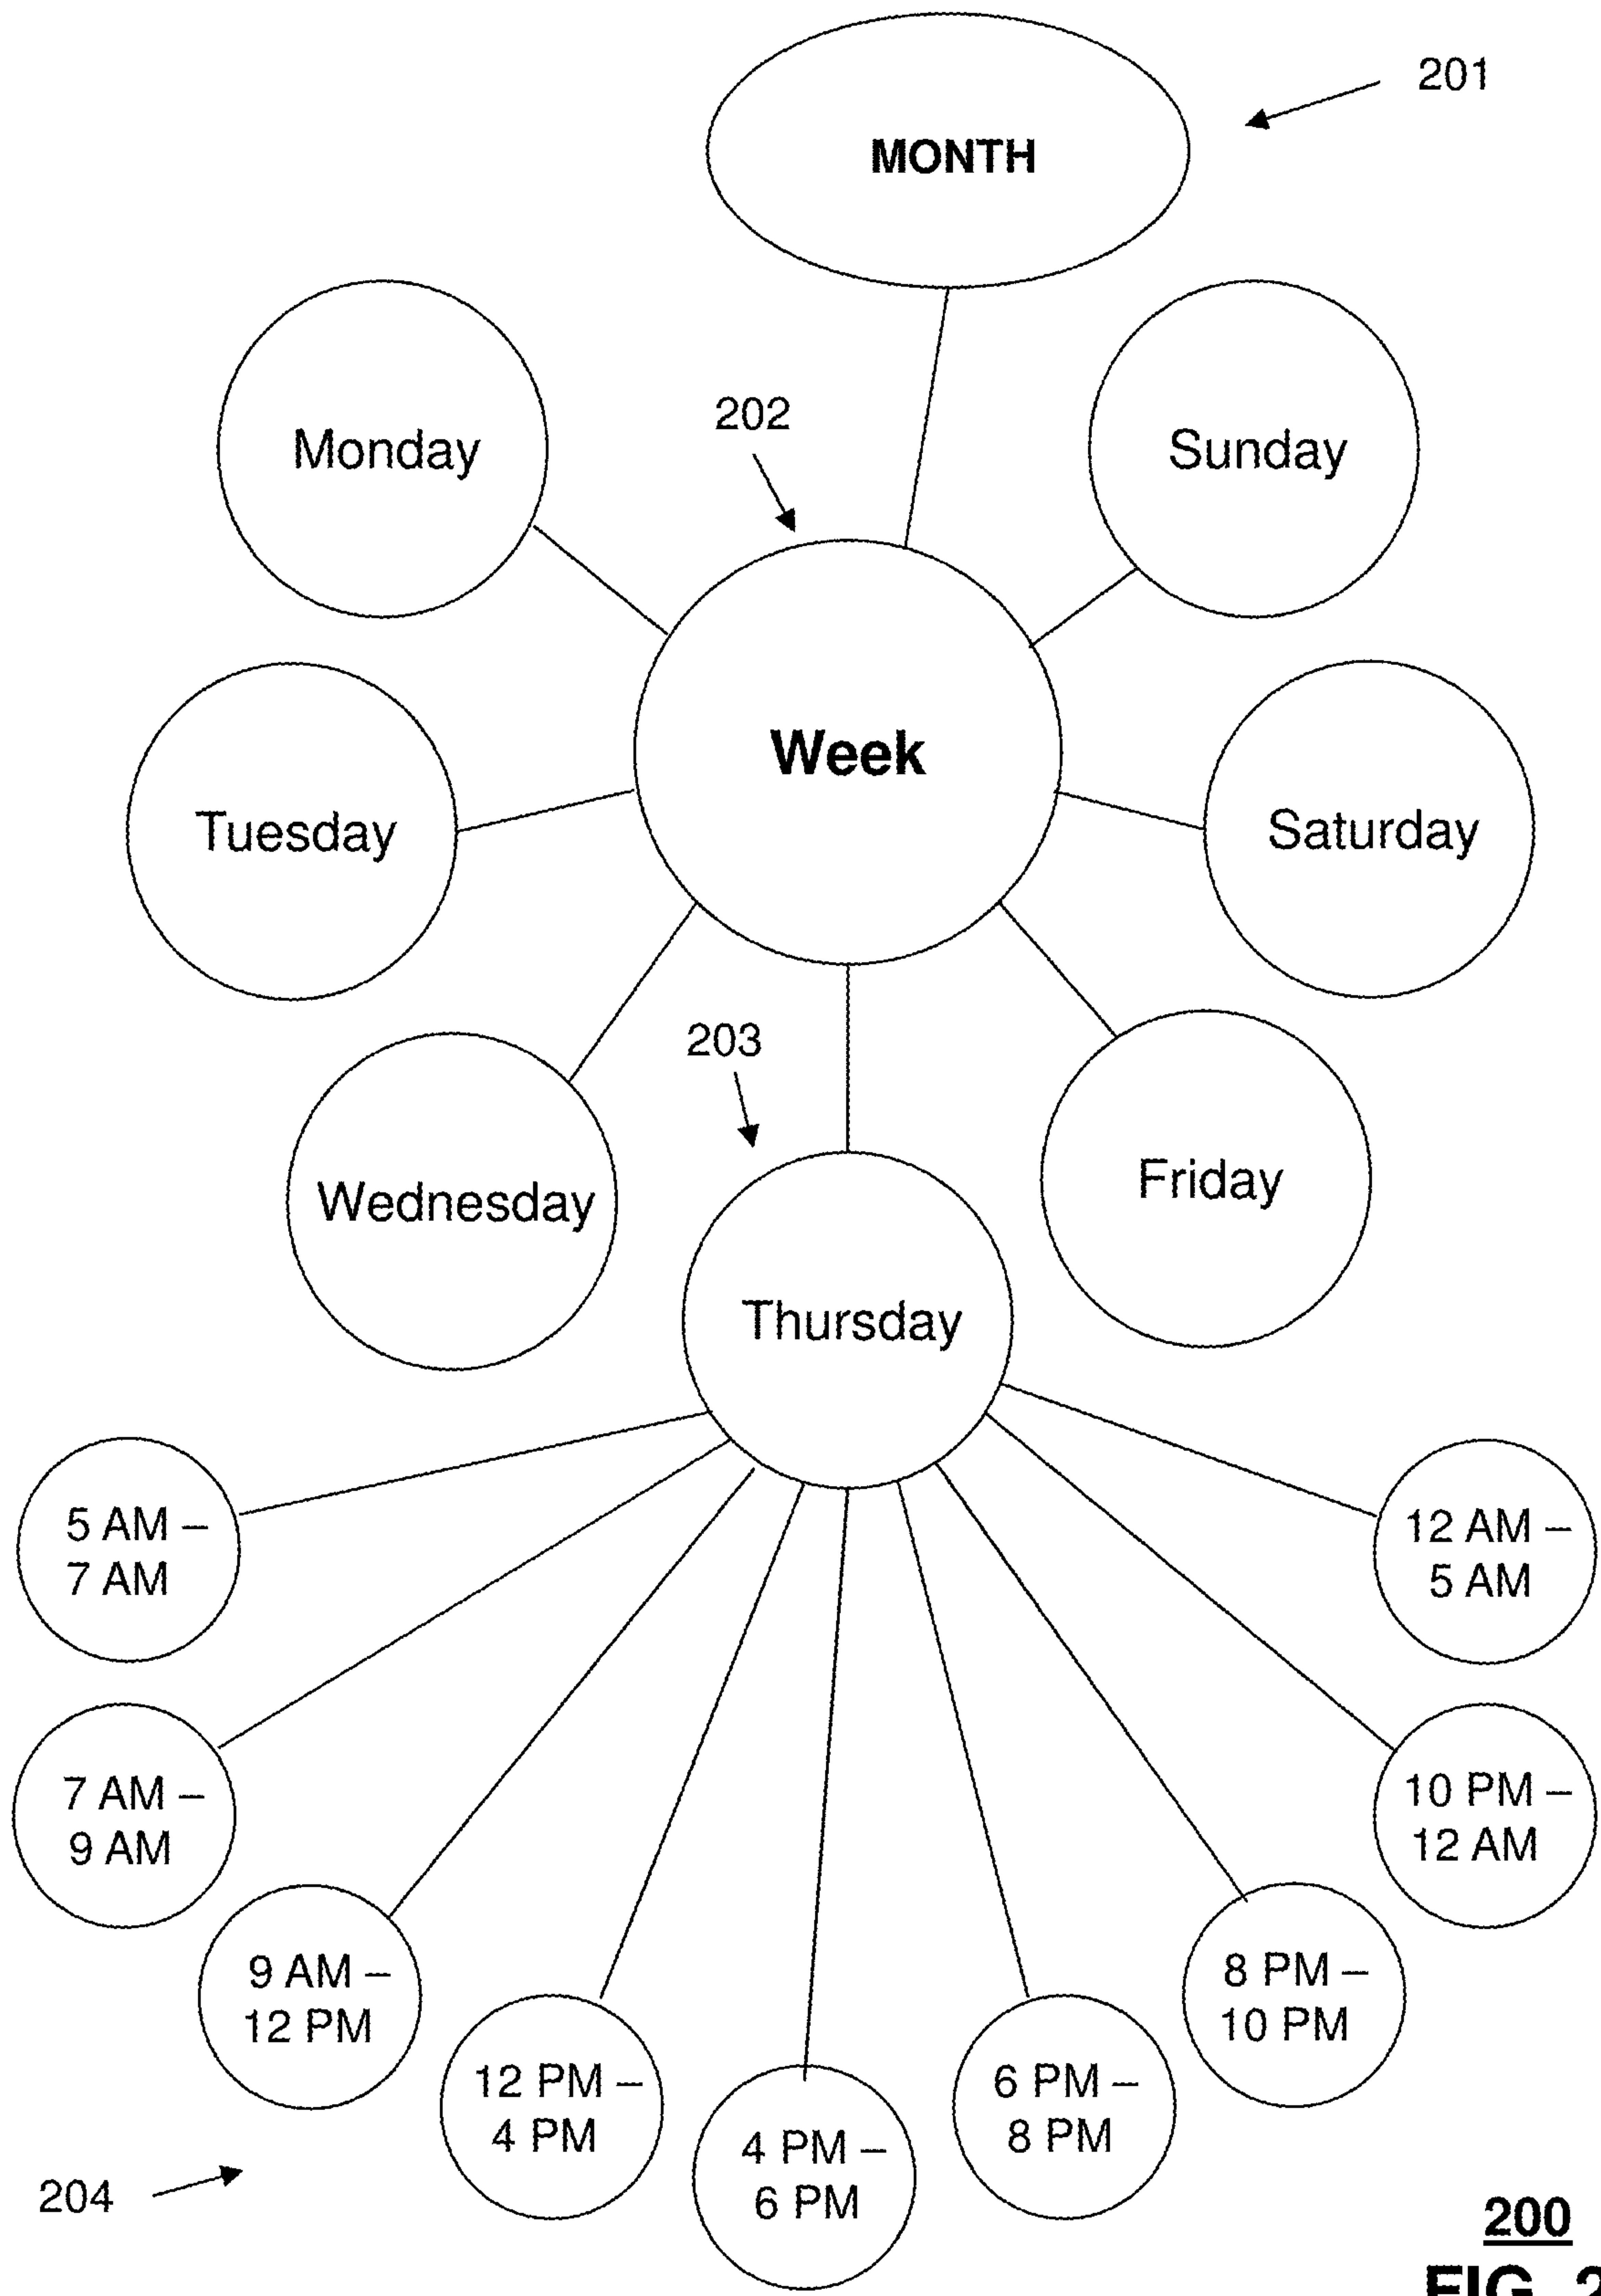 201
MONTH
Monday
202
Sunday
Week
Tuesday
Saturday
203
Wednesday
Friday
Thursday
5 AM –
7 AM
12 AM –
5 AM
7 AM –
9 AM
10 PM –
12 AM
9 AM –
12 PM
8 PM –
10 PM
12 PM –
4 PM
6 PM –
8 PM
4 PM –
6 PM
204
200
FIG. 2